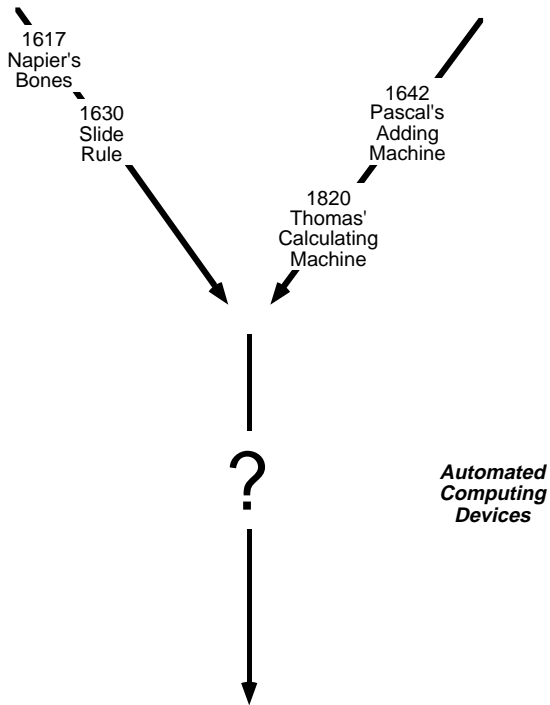 1617
Napier's
Bones
1630
Slide
Rule
1642
Pascal's
Adding
Machine
1820
Thomas'
Calculating
Machine
?
Automated
Computing
Devices